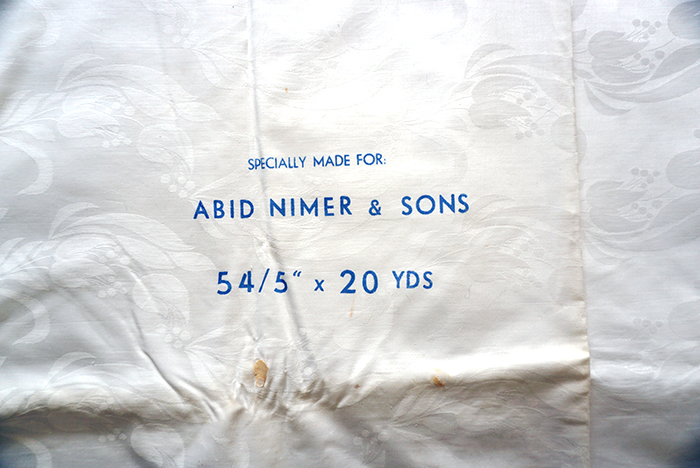 SPECIALLY MADE FOR:
ABID NIMER & SONS
54/5“ x 20 YDS